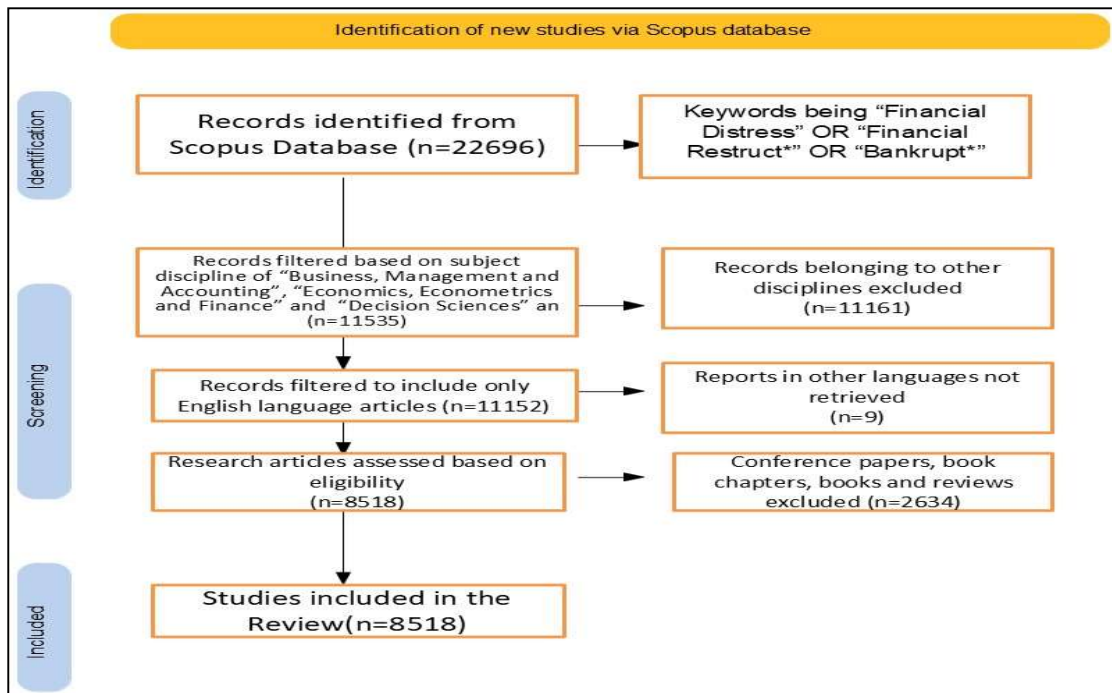 Identification of new studies via Scopus database
Identification
Records identified from
Scopus Database (n=22696)
Keywords being “Financial
Distress” OR “Financial
Restruct*” OR “Bankrupt*”
Screening
Records filtered based on subject
discipline of “Business, Management and
Accounting”, “Economics, Econometrics
and Finance” and “Decision Sciences” an
(n=11535)
Records belonging to other
disciplines excluded
(n=11161)
Records filtered to include only
English language articles (n=11152)
Reports in other languages not
retrieved
(n=9)
Research articles assessed based on
eligibility
(n=8518)
Conference papers, book
chapters, books and reviews
excluded (n=2634)
Included
Studies included in the
Review(n=8518)